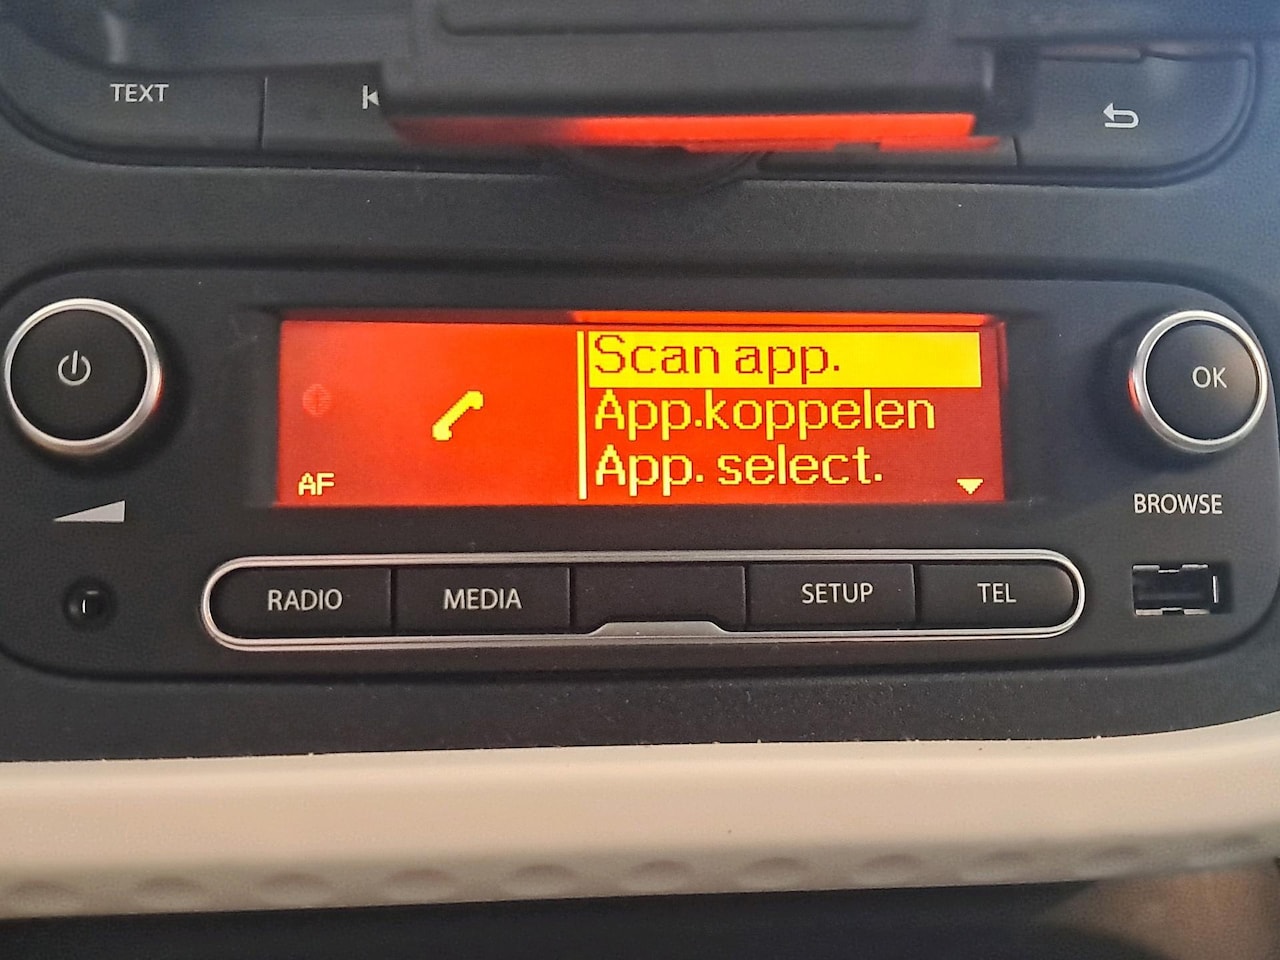 TEXT
Scan app.
App.koppelen
App. select.
AF
OK
BROWSE
RADIO
MEDIA
SETUP
TEL